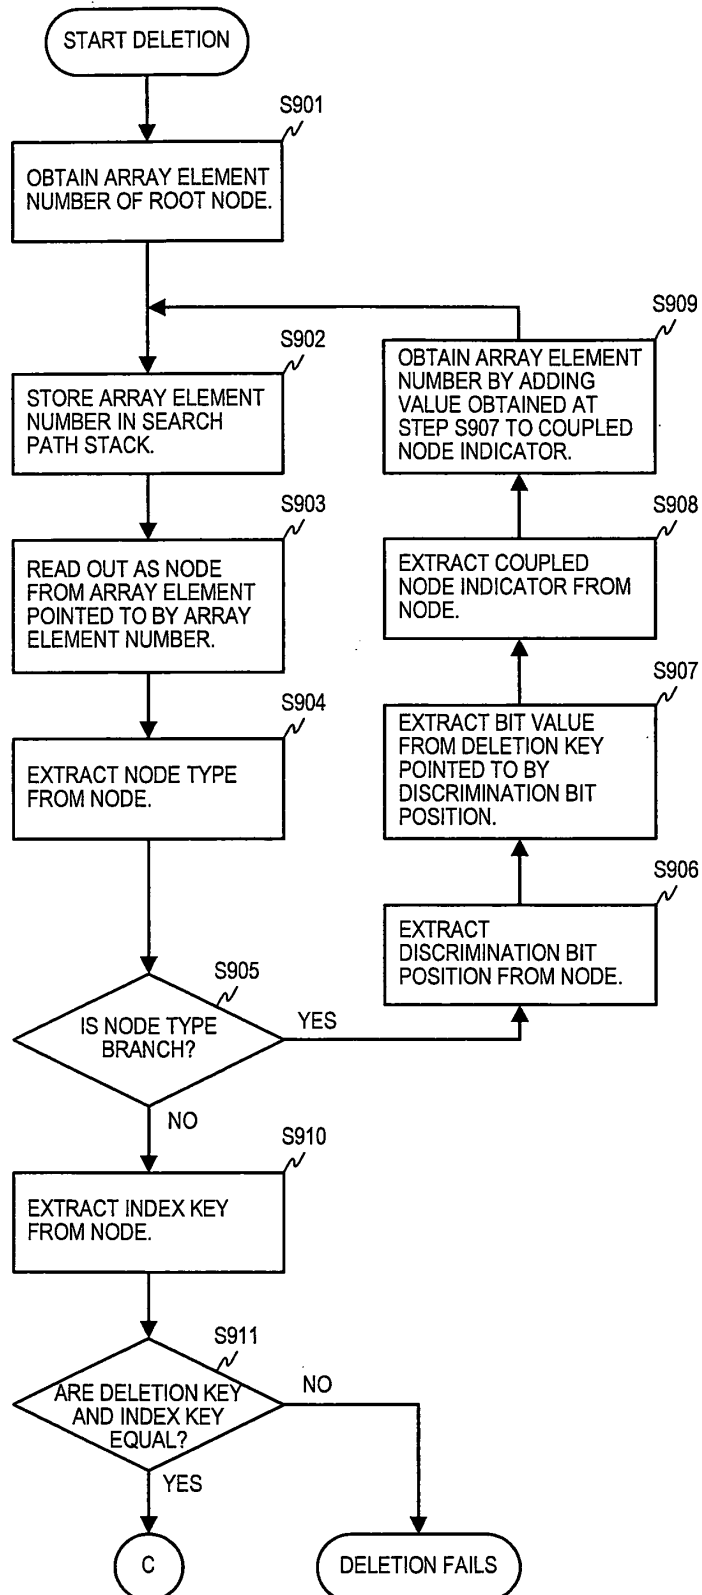 START DELETION
S901
OBTAIN ARRAY ELEMENT
NUMBER OF ROOT NODE.
S902
STORE ARRAY ELEMENT
NUMBER IN SEARCH
PATH STACK.
S903
READ OUT AS NODE
FROM ARRAY ELEMENT
POINTED TO BY ARRAY
ELEMENT NUMBER.
S904
EXTRACT NODE TYPE
FROM NODE.
S905
IS NODE TYPE
BRANCH?
YES
NO
S906
EXTRACT
DISCRIMINATION BIT
POSITION FROM NODE.
S907
EXTRACT BIT VALUE
FROM DELETION KEY
POINTED TO BY
DISCRIMINATION BIT
POSITION.
S908
EXTRACT COUPLED
NODE INDICATOR FROM
NODE.
S909
OBTAIN ARRAY ELEMENT
NUMBER BY ADDING
VALUE OBTAINED AT
STEP S907 TO COUPLED
NODE INDICATOR.
S910
EXTRACT INDEX KEY
FROM NODE.
S911
ARE DELETION KEY
AND INDEX KEY
EQUAL?
NO
YES
C
DELETION FAILS